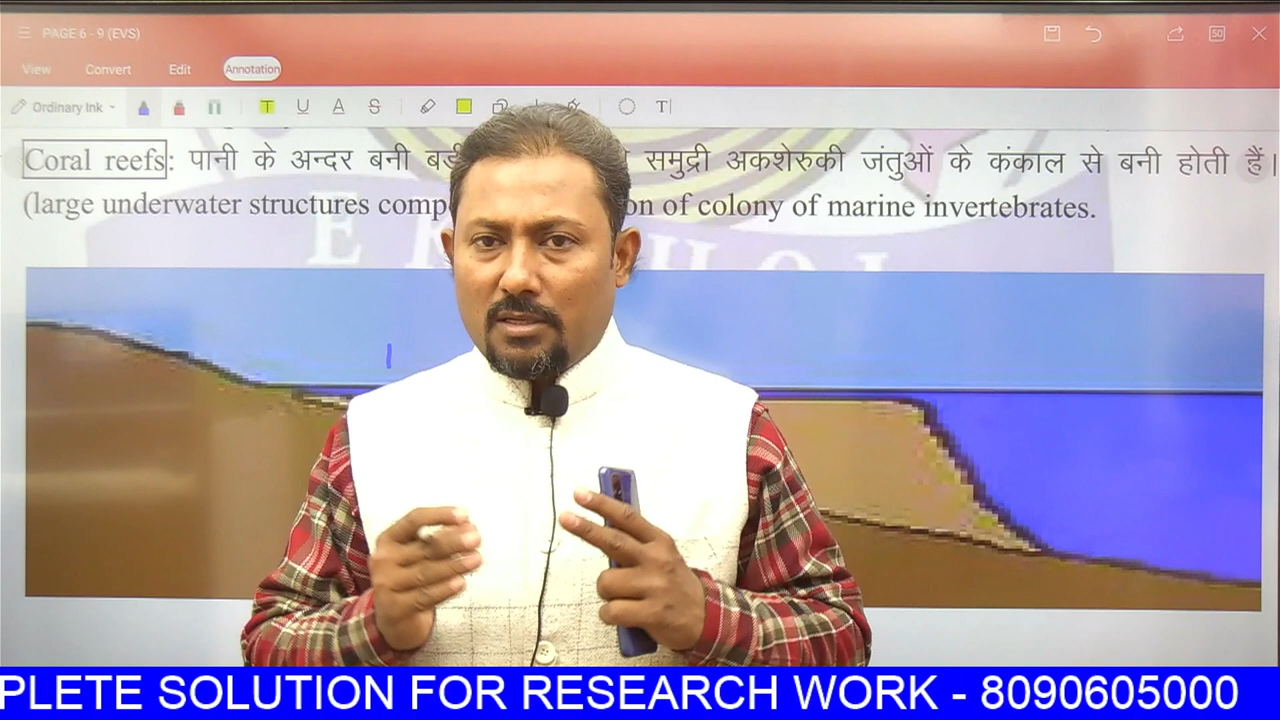 PAGE 6 - 9 (EVS)
50
View Convert Edit Annotation
Ordinary Ink T U A S T
Coral reefs: पानी के अन्दर बनी समुद्री अकशेरुकी जंतुओं के कंकाल से बनी होती हैं।
(large underwater structures of colony of marine invertebrates.
PLETE SOLUTION FOR RESEARCH WORK - 8090605000